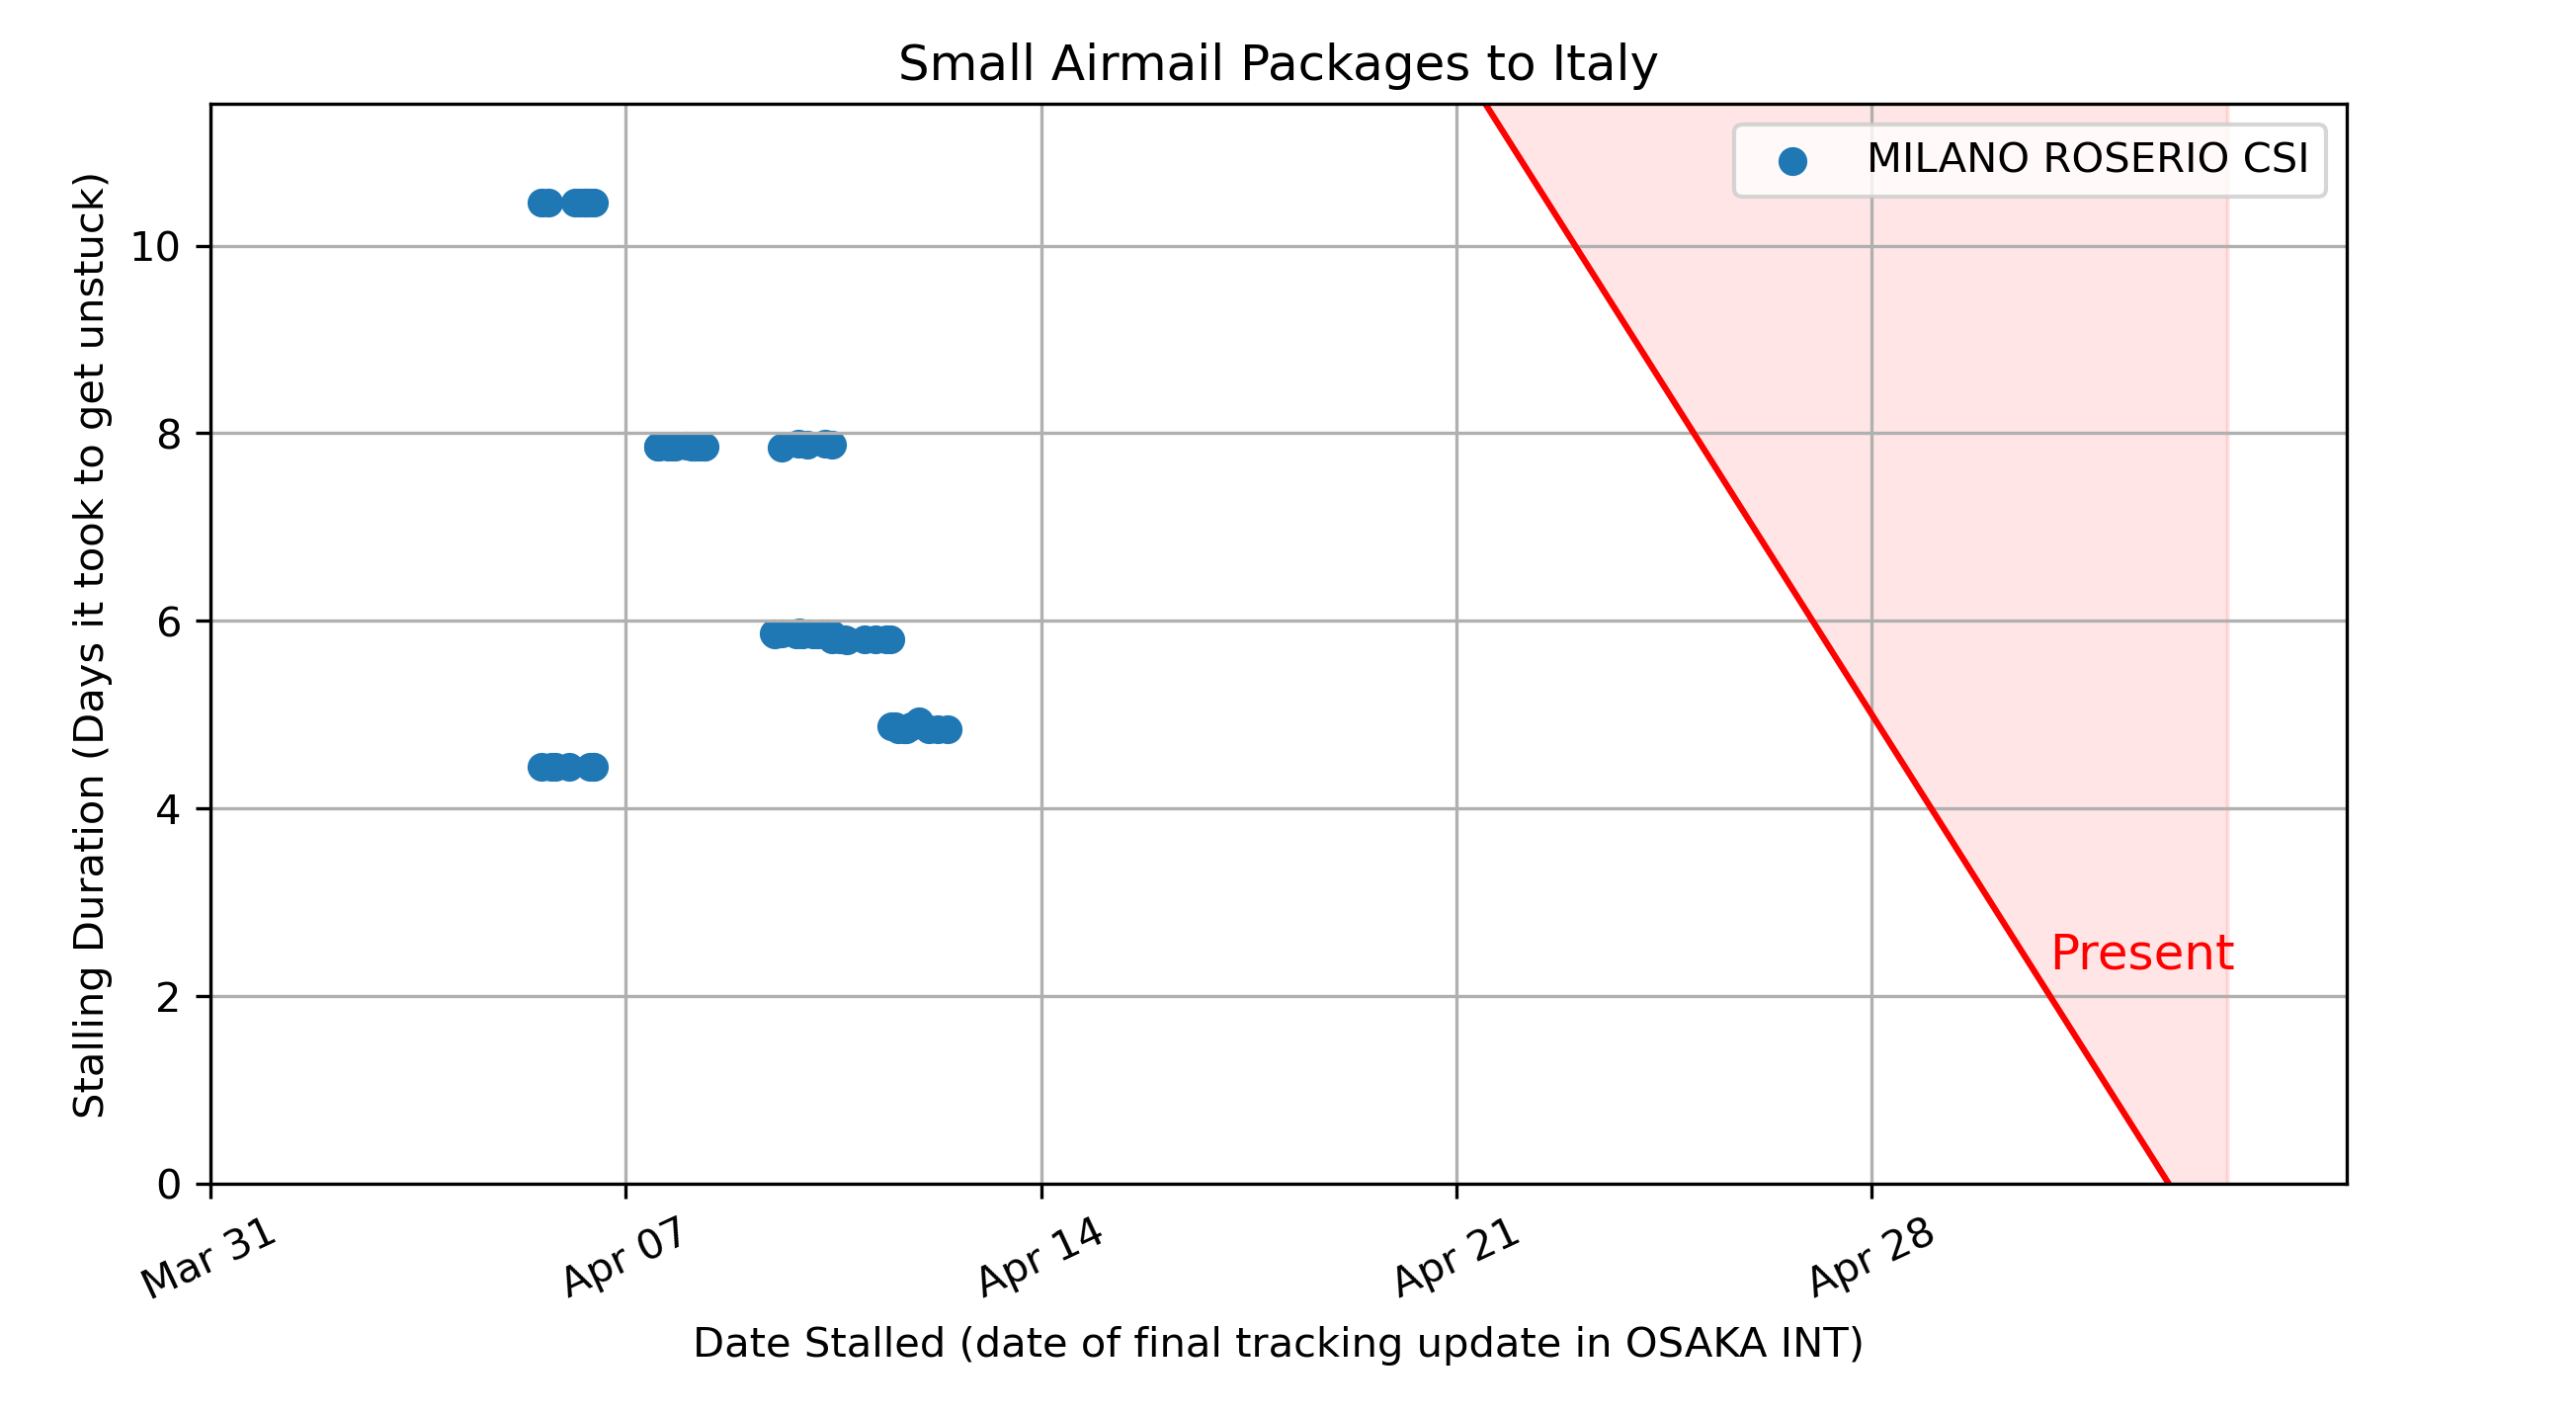 Small Airmail Packages to Italy
MILANO ROSERIO CSI
Stalling Duration (Days it took to get unstuck)
10
8
6
4
2
0
Present
Mar 31
Apr 07
Apr 14
Apr 21
Apr 28
Date Stalled (date of final tracking update in OSAKA INT)